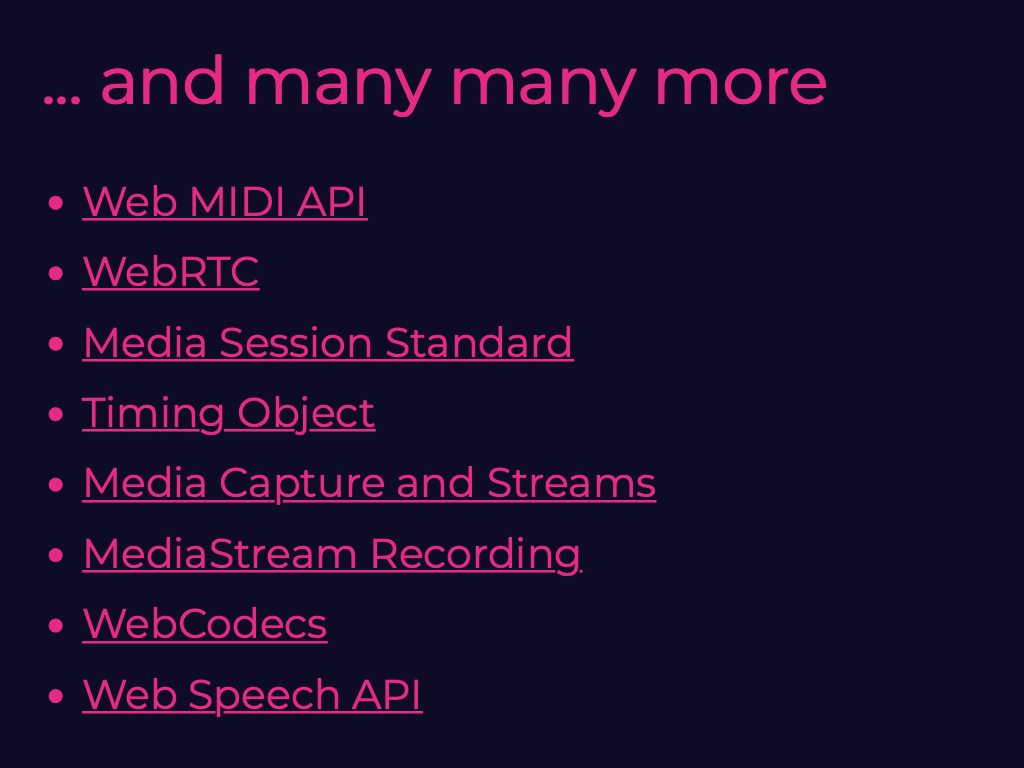 ... and many many more
• Web MIDI API
• WebRTC
• Media Session Standard
• Timing Object
• Media Capture and Streams
• MediaStream Recording
• WebCodecs
• Web Speech API